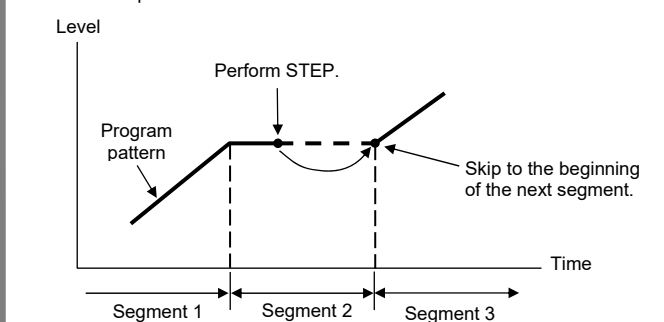 Level
Perform STEP.
Program
pattern
Skip to the beginning
of the next segment.
Time
Segment 1
Segment 2
Segment 3